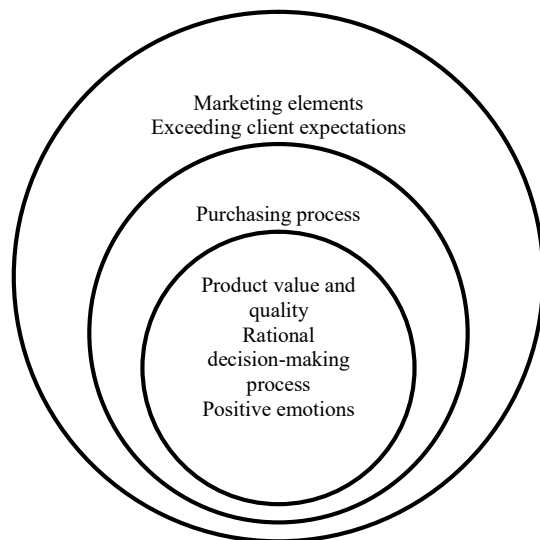 Marketing elements
Exceeding client expectations
Purchasing process
Product value and
quality
Rational
decision-making
process
Positive emotions